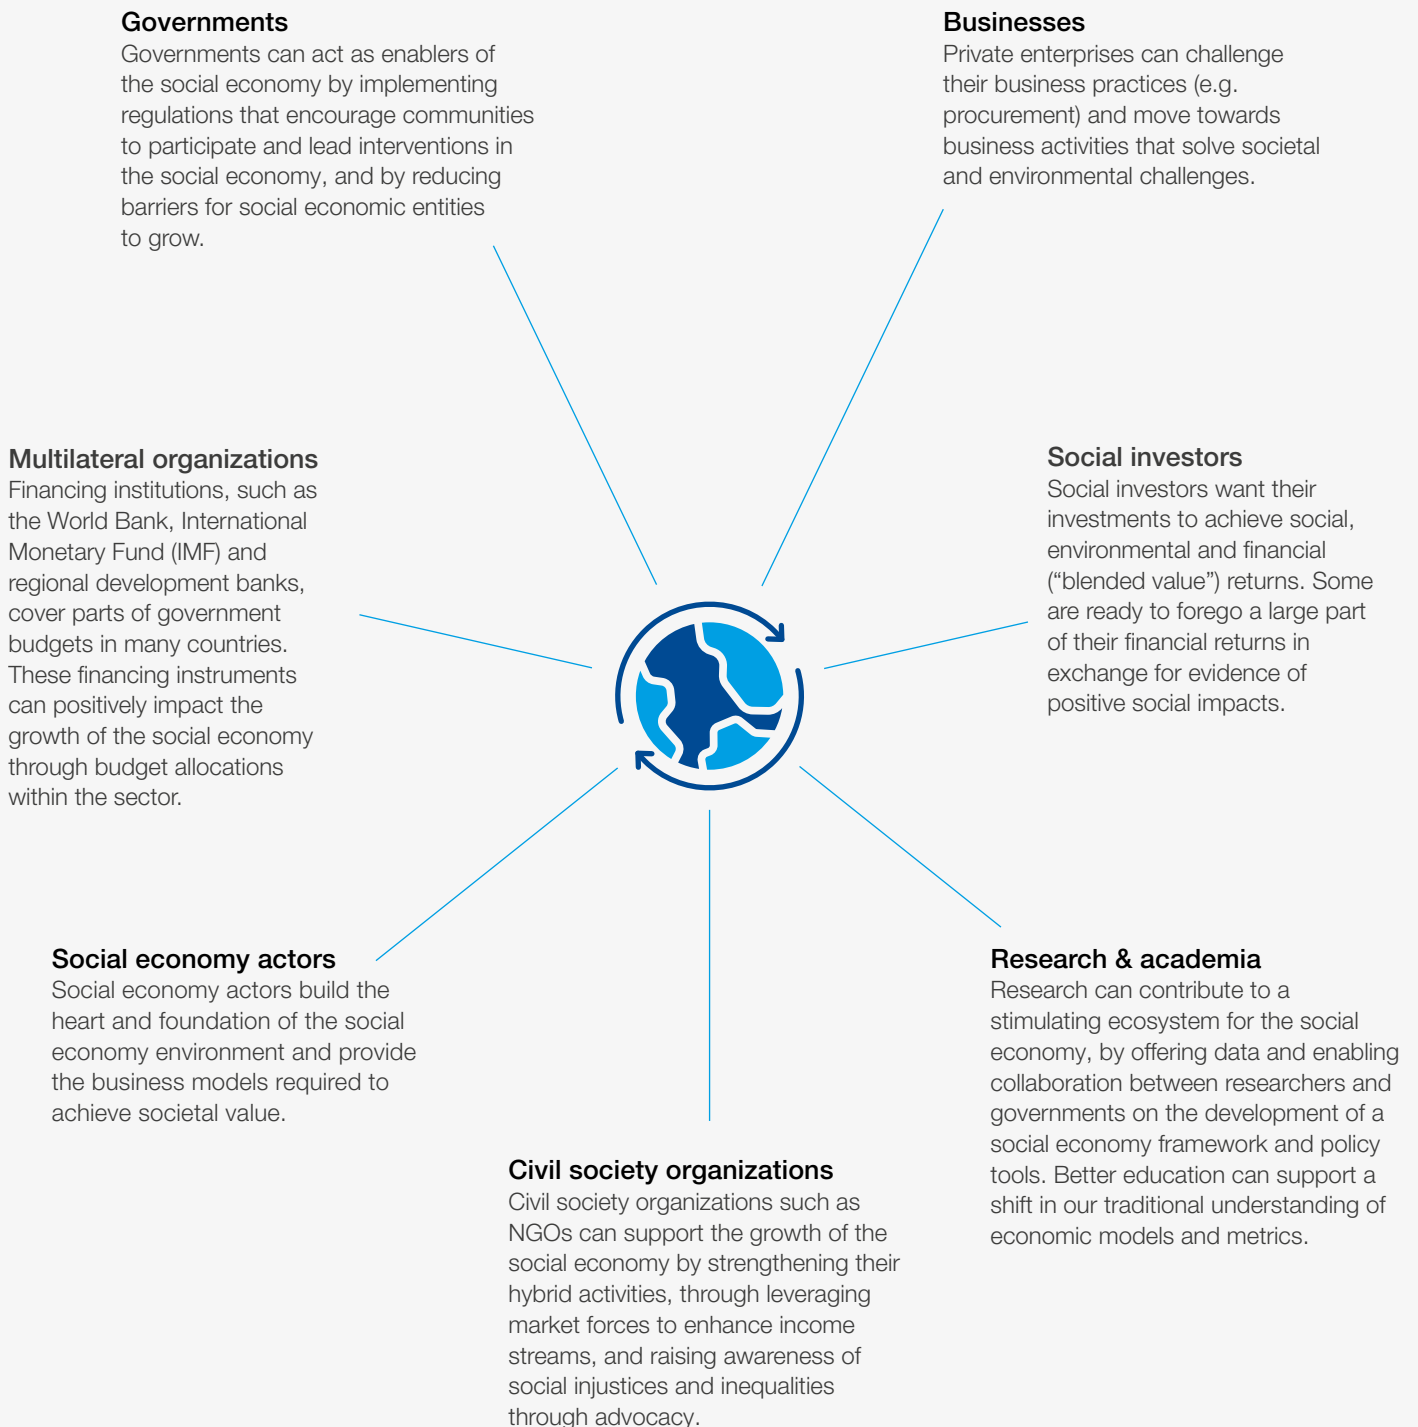 Governments
Governments can act as enablers of
the social economy by implementing
regulations that encourage communities
to participate and lead interventions in
the social economy, and by reducing
barriers for social economic entities
to grow.
Businesses
Private enterprises can challenge
their business practices (e.g.
procurement) and move towards
business activities that solve societal
and environmental challenges.
Multilateral organizations
Financing institutions, such as
the World Bank, International
Monetary Fund (IMF) and
regional development banks,
cover parts of government
budgets in many countries.
These financing instruments
can positively impact the
growth of the social economy
through budget allocations
within the sector.
Social investors
Social investors want their
investments to achieve social,
environmental and financial
(“blended value”) returns. Some
are ready to forego a large part
of their financial returns in
exchange for evidence of
positive social impacts.
Social economy actors
Social economy actors build the
heart and foundation of the social
economy environment and provide
the business models required to
achieve societal value.
Research & academia
Research can contribute to a
stimulating ecosystem for the social
economy, by offering data and enabling
collaboration between researchers and
governments on the development of a
social economy framework and policy
tools. Better education can support a
shift in our traditional understanding of
economic models and metrics.
Civil society organizations
Civil society organizations such as
NGOs can support the growth of the
social economy by strengthening their
hybrid activities, through leveraging
market forces to enhance income
streams, and raising awareness of
social injustices and inequalities
through advocacy.